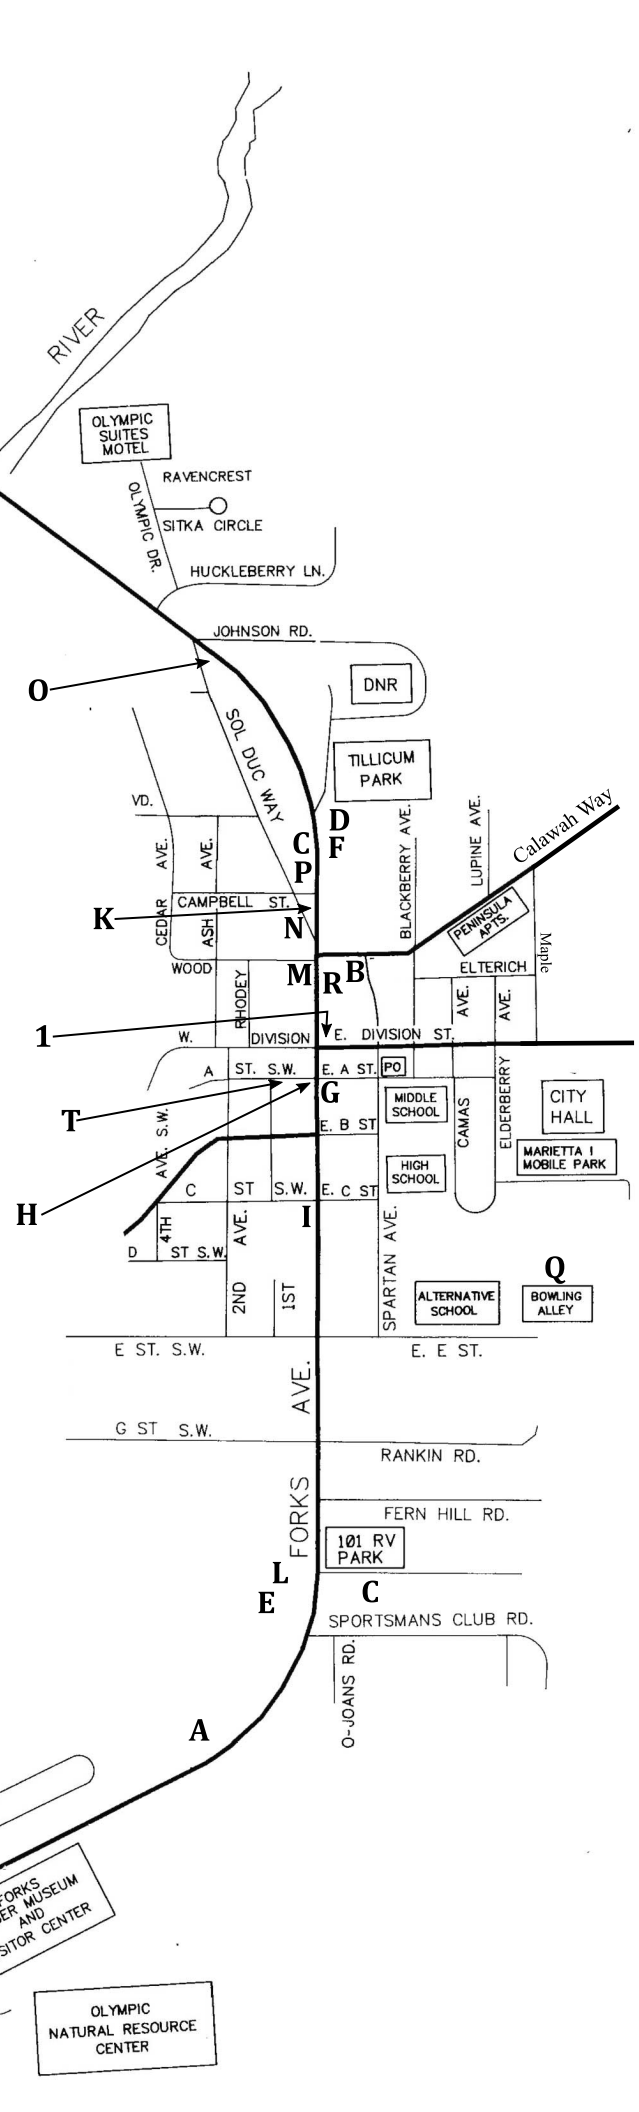 RIVER
OLYMPIC
SUITES
MOTEL
RAVENCREST
OLYMPIC DR.
SITKA CIRCLE
HUCKLEBERRY LN.
JOHNSON RD.
O
DNR
SOL DUC WAY
TILLICUM
PARK
VD.
D
C
F
P
BLACKBERRY AVE.
LUPINE AVE.
Calawah Way
CEDAR AVE.
ASH AVE.
CAMPBELL ST.
K
N
PENINSULA
APTS.
Maple
WOOD
M
B
R
ELTERICH
RHODEY
CAMAS AVE.
ELDERBERRY AVE.
1
W. DIVISION
E. DIVISION ST.
A ST. S.W.
E. A ST.
PO
G
T
MIDDLE
SCHOOL
CITY
HALL
E. B ST
4TH AVE. S.W.
MARIETTA I
MOBILE PARK
HIGH
SCHOOL
C ST S.W.
E. C ST
H
I
2ND AVE.
1ST
SPARTAN AVE.
D ST S.W.
Q
ALTERNATIVE
SCHOOL
BOWLING
ALLEY
E ST. S.W.
E. E ST.
FORKS AVE.
G ST S.W.
RANKIN RD.
FERN HILL RD.
101 RV
PARK
L
E
C
SPORTSMANS CLUB RD.
O-JOANS RD.
A
FORKS
ER MUSEUM
AND
SITOR CENTER
OLYMPIC
NATURAL RESOURCE
CENTER